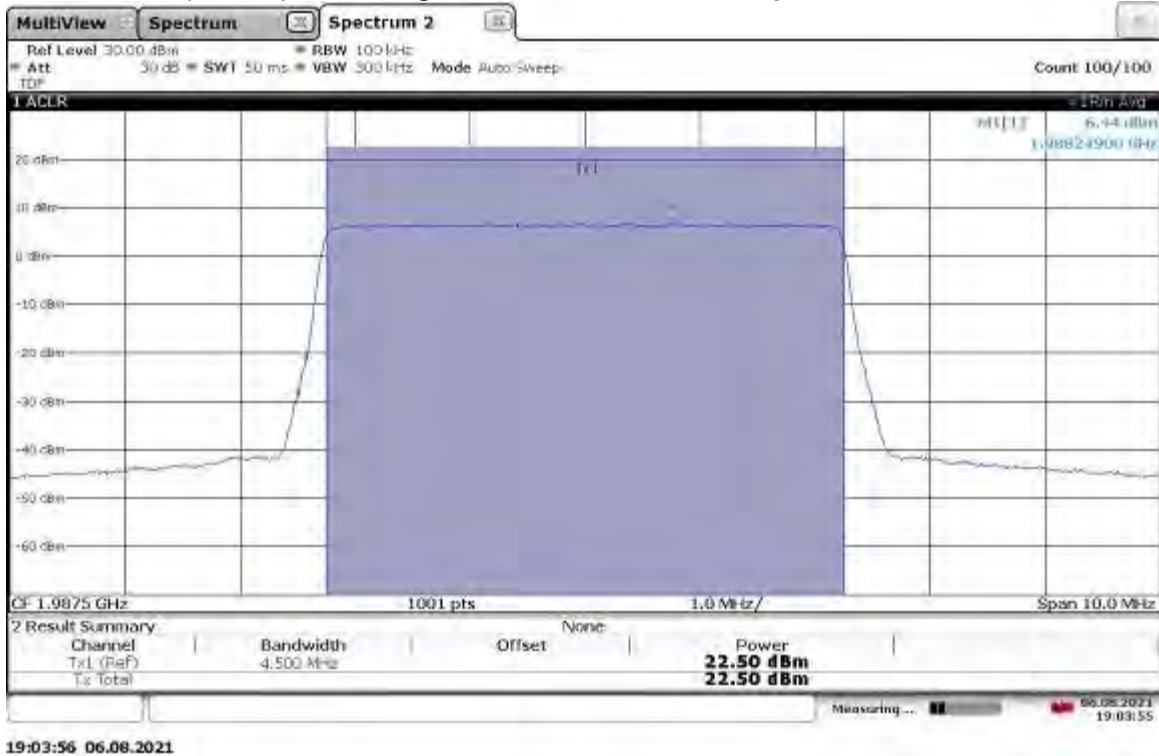 MultiView Spectrum Spectrum 2
Ref Level 30.00 dBm RBW 100 kHz
Att 30 dB SWT 50 ms VBW 300 kHz Mode Auto Sweep Count 100/100
TDF
1 ACLR 1Rm Avg
M1[1] 6.44 dBm
1.98824900 GHz
20 dBm
Tx1
10 dBm
0 dBm
-10 dBm
-20 dBm
-30 dBm
-40 dBm
-50 dBm
-60 dBm
CF 1.9875 GHz 1001 pts 1.0 MHz/ Span 10.0 MHz
2 Result Summary None
Channel Bandwidth Offset Power
Tx1 (Ref) 4.500 MHz 22.50 dBm
Tx Total 22.50 dBm
Measuring... 06.08.2021
19:03:55
19:03:56 06.08.2021